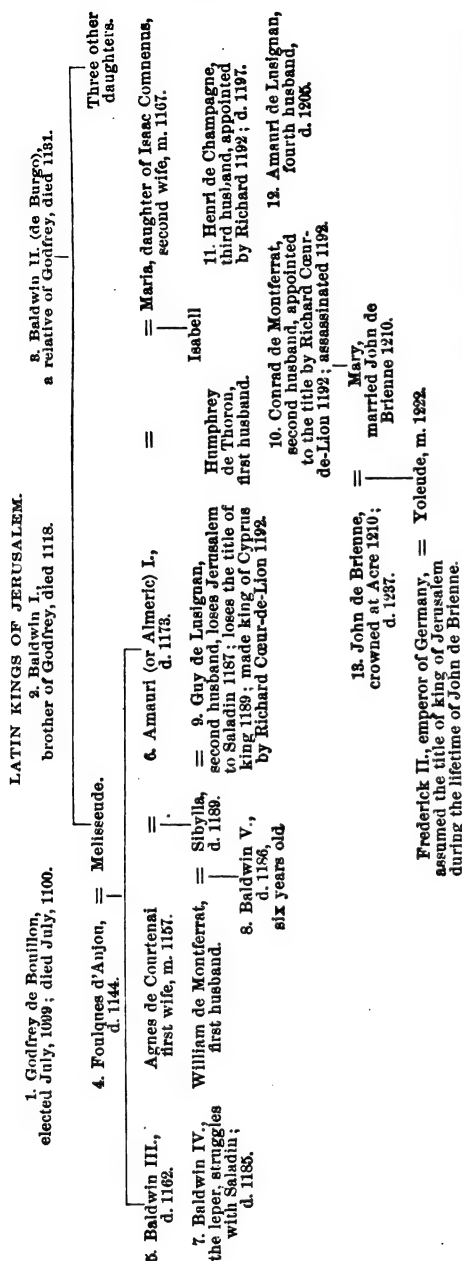 LATIN KINGS OF JERUSALEM.
1. Godfrey de Bouillon,
elected July, 1099; died July, 1100.
2. Baldwin I.,
brother of Godfrey, died 1118.
3. Baldwin II. (de Burgo),
a relative of Godfrey, died 1131.
4. Foulques d'Anjou,
d. 1144.
= Melisseude.
Three other
daughters.
5. Baldwin III.,
d. 1162.
Agnes de Courtenai
first wife, m. 1157.
=
6. Amauri (or Almeric) I.,
d. 1173.
=
Maria, daughter of Isaac Comnenus,
second wife, m. 1167.
7. Baldwin IV.,
the leper, struggles
with Saladin;
d. 1185.
William de Montferrat,
first husband.
=
Sibylla,
d. 1189.
= 9. Guy de Lusignan,
second husband, loses Jerusalem
to Saladin 1187; loses the title of
king 1189; made king of Cyprus
by Richard Cœur-de-Lion 1192.
Humphrey
de Thoron,
first husband.
Isabell
11. Henri de Champagne,
third husband, appointed
by Richard 1192; d. 1197.
8. Baldwin V.,
d. 1186,
six years old.
10. Conrad de Montferrat,
second husband, appointed
to the title by Richard Cœur-
de-Lion 1192; assassinated 1192.
12. Amauri de Lusignan,
fourth husband,
d. 1205.
13. John de Brienne,
crowned at Acre 1210;
d. 1237.
=
Mary,
married John de
Brienne 1210.
Frederick II., emperor of Germany,
assumed the title of king of Jerusalem
during the lifetime of John de Brienne.
= Yoleude, m. 1222.